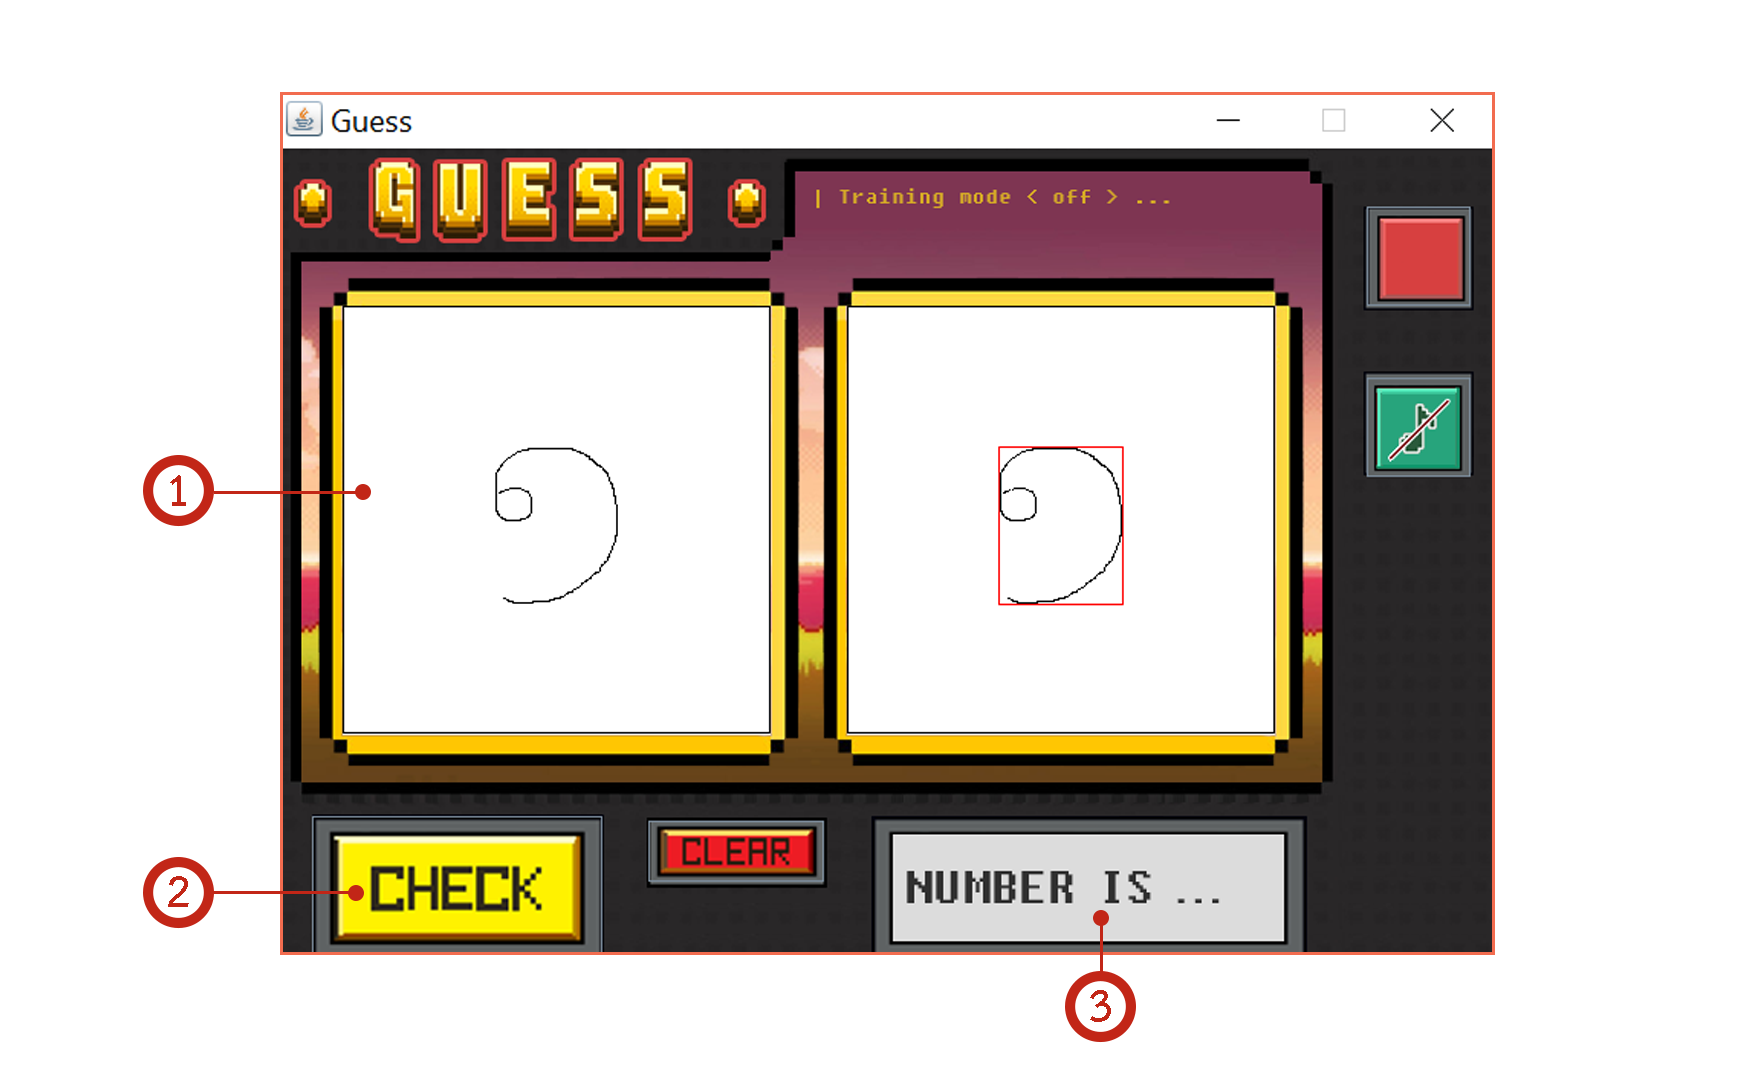 Guess
GUESS
| Training mode < off > ...
1
CHECK
CLEAR
NUMBER IS ...
2
3